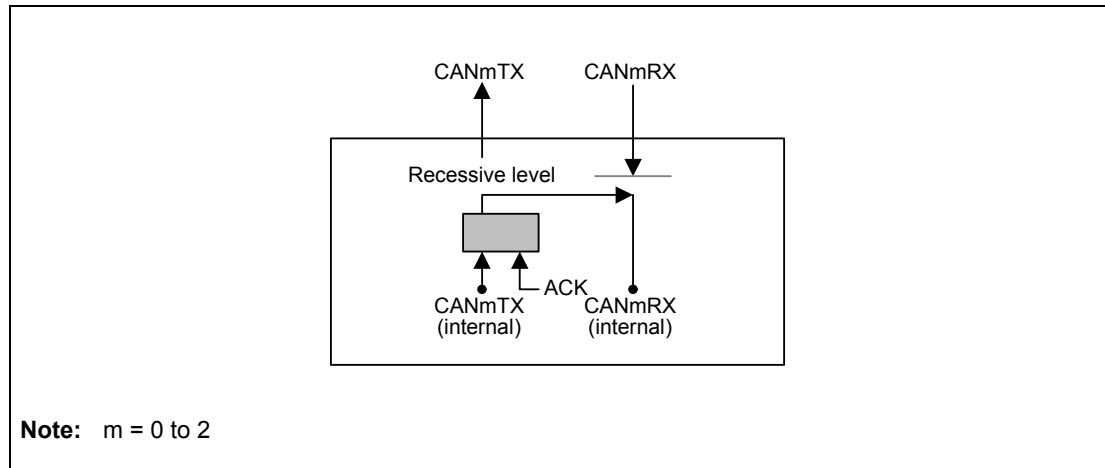 CANmTX CANmRX
Recessive level
ACK
CANmTX
(internal)
CANmRX
(internal)
Note: m = 0 to 2